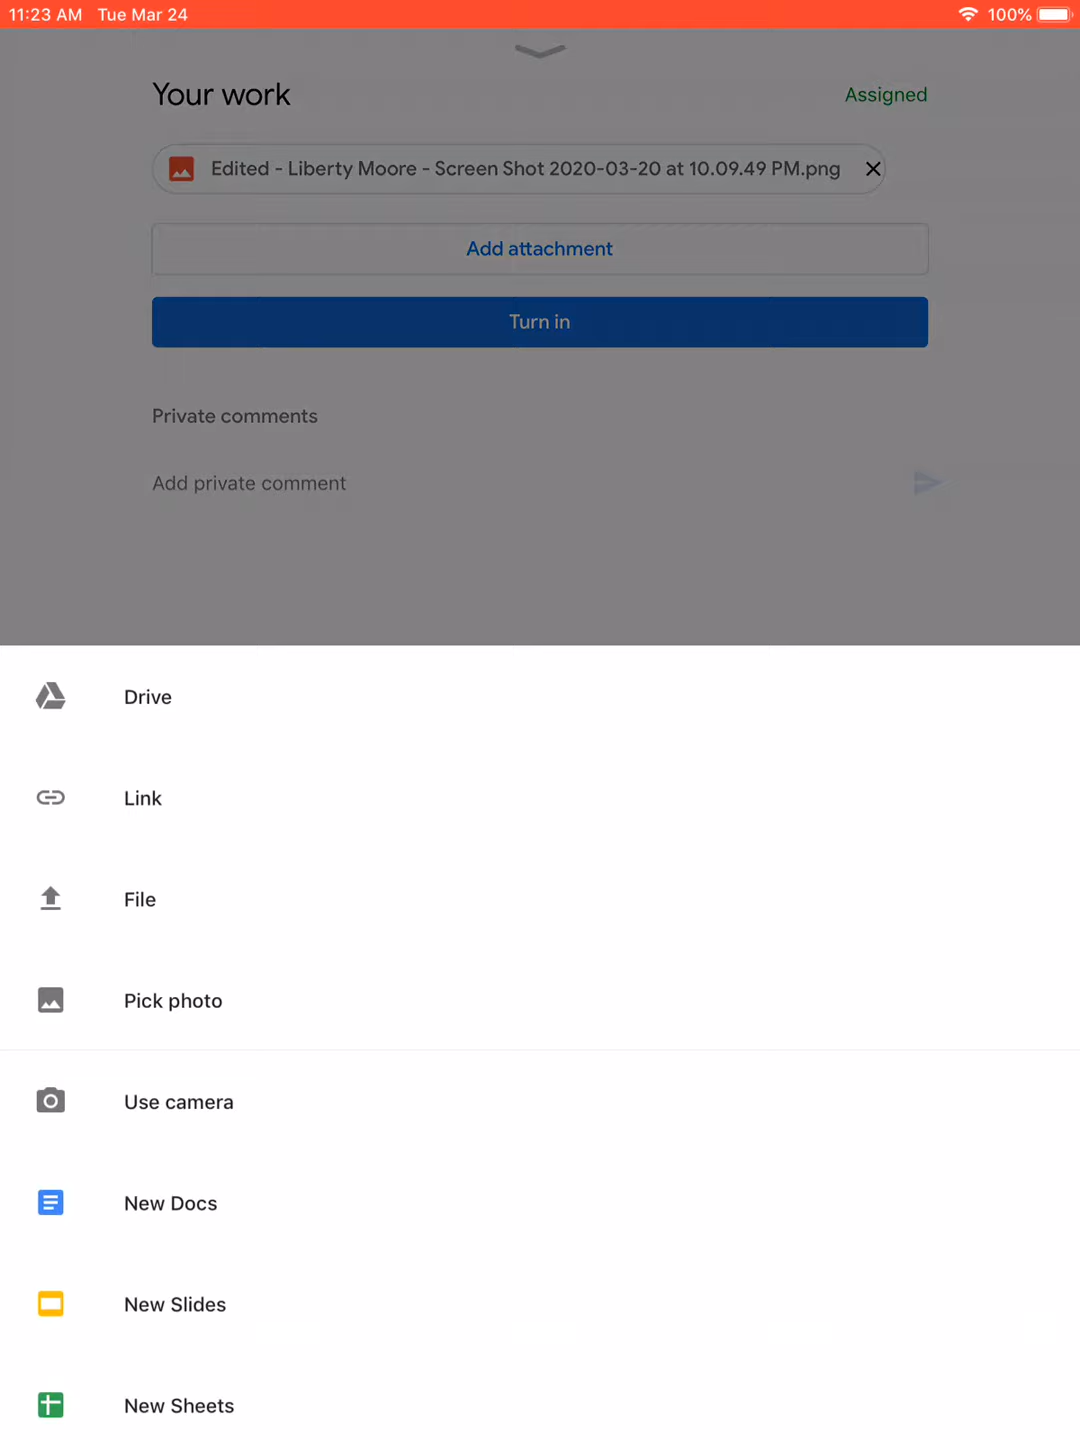 11:23 AM Tue Mar 24 100%
Your work Assigned
Edited - Liberty Moore - Screen Shot 2020-03-20 at 10.09.49 PM.png
Add attachment
Turn in
Private comments
Add private comment
Drive
Link
File
Pick photo
Use camera
New Docs
New Slides
New Sheets